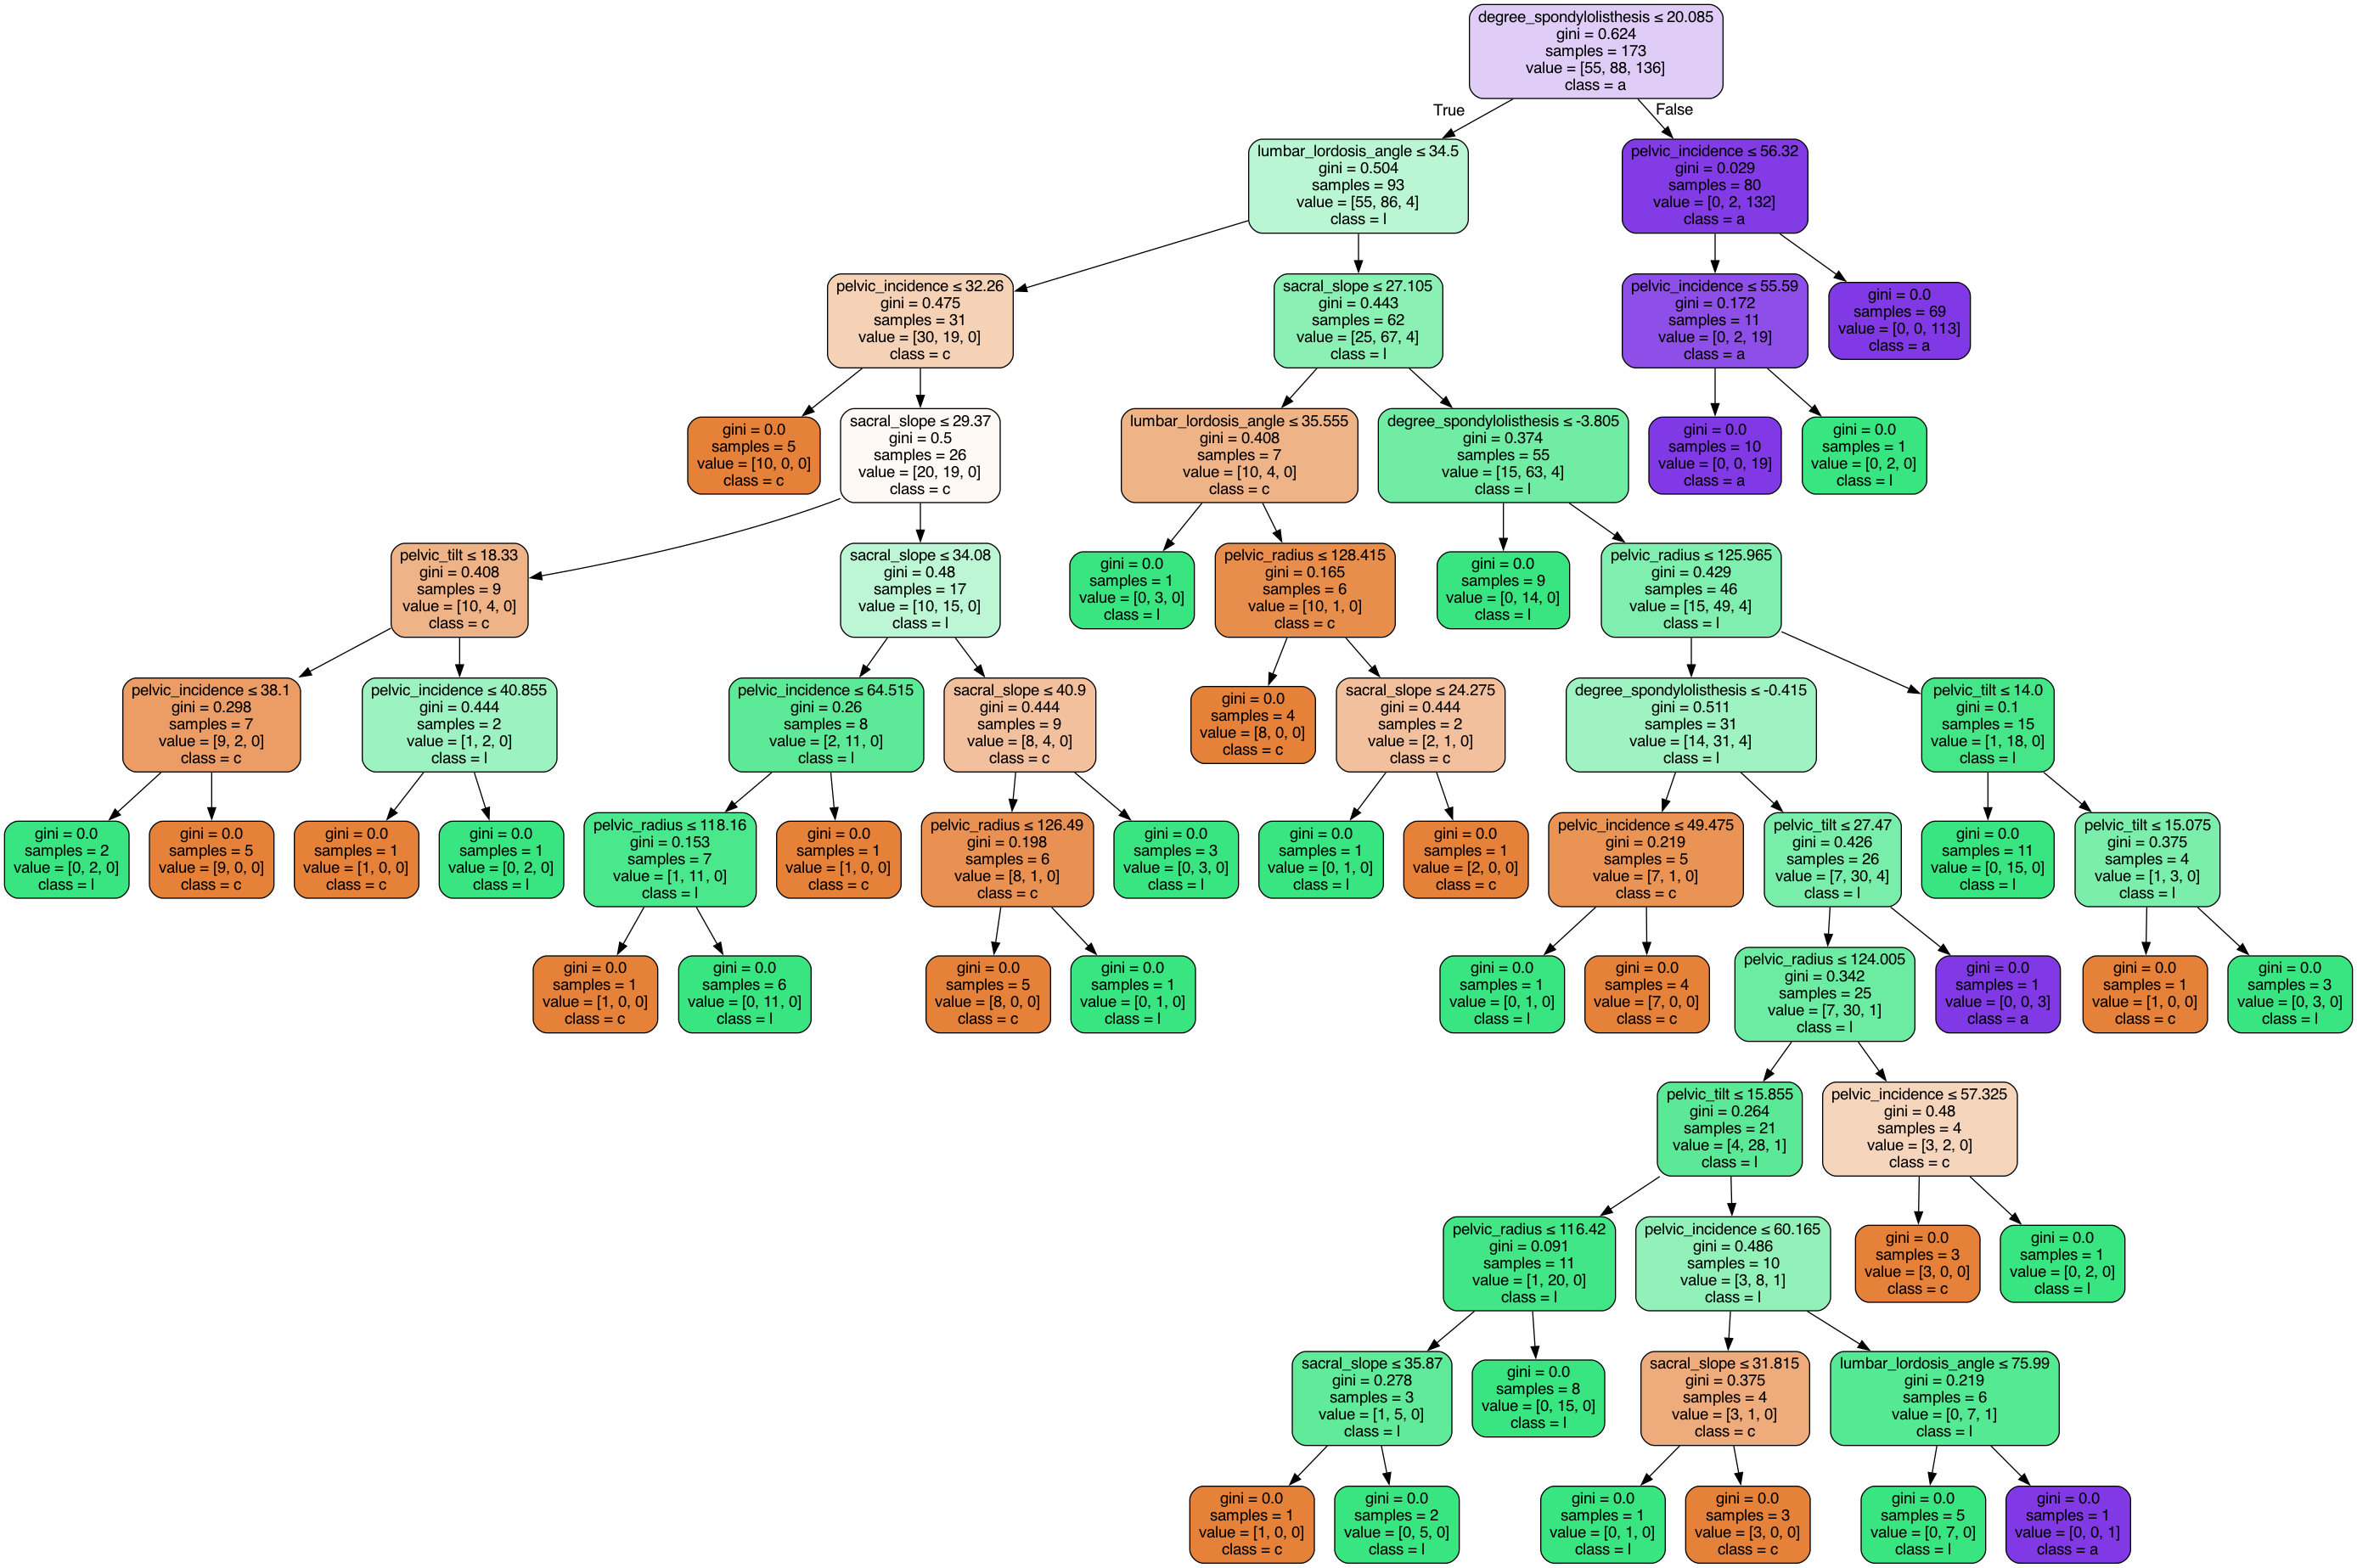 degree_spondylolisthesis ≤ 20.085
gini = 0.624
samples = 173
value = [55, 88, 136]
class = a
True
False
lumbar_lordosis_angle ≤ 34.5
gini = 0.504
samples = 93
value = [55, 86, 4]
class = l
pelvic_incidence ≤ 56.32
gini = 0.029
samples = 80
value = [0, 2, 132]
class = a
pelvic_incidence ≤ 32.26
gini = 0.475
samples = 31
value = [30, 19, 0]
class = c
sacral_slope ≤ 27.105
gini = 0.443
samples = 62
value = [25, 67, 4]
class = l
pelvic_incidence ≤ 55.59
gini = 0.172
samples = 11
value = [0, 2, 19]
class = a
gini = 0.0
samples = 69
value = [0, 0, 113]
class = a
gini = 0.0
samples = 5
value = [10, 0, 0]
class = c
sacral_slope ≤ 29.37
gini = 0.5
samples = 26
value = [20, 19, 0]
class = c
lumbar_lordosis_angle ≤ 35.555
gini = 0.408
samples = 7
value = [10, 4, 0]
class = c
degree_spondylolisthesis ≤ -3.805
gini = 0.374
samples = 55
value = [15, 63, 4]
class = l
gini = 0.0
samples = 10
value = [0, 0, 19]
class = a
gini = 0.0
samples = 1
value = [0, 2, 0]
class = l
pelvic_tilt ≤ 18.33
gini = 0.408
samples = 9
value = [10, 4, 0]
class = c
sacral_slope ≤ 34.08
gini = 0.48
samples = 17
value = [10, 15, 0]
class = l
gini = 0.0
samples = 1
value = [0, 3, 0]
class = l
pelvic_radius ≤ 128.415
gini = 0.165
samples = 6
value = [10, 1, 0]
class = c
gini = 0.0
samples = 9
value = [0, 14, 0]
class = l
pelvic_radius ≤ 125.965
gini = 0.429
samples = 46
value = [15, 49, 4]
class = l
pelvic_incidence ≤ 38.1
gini = 0.298
samples = 7
value = [9, 2, 0]
class = c
pelvic_incidence ≤ 40.855
gini = 0.444
samples = 2
value = [1, 2, 0]
class = l
pelvic_incidence ≤ 64.515
gini = 0.26
samples = 8
value = [2, 11, 0]
class = l
sacral_slope ≤ 40.9
gini = 0.444
samples = 9
value = [8, 4, 0]
class = c
gini = 0.0
samples = 4
value = [8, 0, 0]
class = c
sacral_slope ≤ 24.275
gini = 0.444
samples = 2
value = [2, 1, 0]
class = c
degree_spondylolisthesis ≤ -0.415
gini = 0.511
samples = 31
value = [14, 31, 4]
class = l
pelvic_tilt ≤ 14.0
gini = 0.1
samples = 15
value = [1, 18, 0]
class = l
gini = 0.0
samples = 2
value = [0, 2, 0]
class = l
gini = 0.0
samples = 5
value = [9, 0, 0]
class = c
gini = 0.0
samples = 1
value = [1, 0, 0]
class = c
gini = 0.0
samples = 1
value = [0, 2, 0]
class = l
pelvic_radius ≤ 118.16
gini = 0.153
samples = 7
value = [1, 11, 0]
class = l
gini = 0.0
samples = 1
value = [1, 0, 0]
class = c
pelvic_radius ≤ 126.49
gini = 0.198
samples = 6
value = [8, 1, 0]
class = c
gini = 0.0
samples = 3
value = [0, 3, 0]
class = l
gini = 0.0
samples = 1
value = [0, 1, 0]
class = l
gini = 0.0
samples = 1
value = [2, 0, 0]
class = c
pelvic_incidence ≤ 49.475
gini = 0.219
samples = 5
value = [7, 1, 0]
class = c
pelvic_tilt ≤ 27.47
gini = 0.426
samples = 26
value = [7, 30, 4]
class = l
gini = 0.0
samples = 11
value = [0, 15, 0]
class = l
pelvic_tilt ≤ 15.075
gini = 0.375
samples = 4
value = [1, 3, 0]
class = l
gini = 0.0
samples = 1
value = [1, 0, 0]
class = c
gini = 0.0
samples = 6
value = [0, 11, 0]
class = l
gini = 0.0
samples = 5
value = [8, 0, 0]
class = c
gini = 0.0
samples = 1
value = [0, 1, 0]
class = l
gini = 0.0
samples = 1
value = [0, 1, 0]
class = l
gini = 0.0
samples = 4
value = [7, 0, 0]
class = c
pelvic_radius ≤ 124.005
gini = 0.342
samples = 25
value = [7, 30, 1]
class = l
gini = 0.0
samples = 1
value = [0, 0, 3]
class = a
gini = 0.0
samples = 1
value = [1, 0, 0]
class = c
gini = 0.0
samples = 3
value = [0, 3, 0]
class = l
pelvic_tilt ≤ 15.855
gini = 0.264
samples = 21
value = [4, 28, 1]
class = l
pelvic_incidence ≤ 57.325
gini = 0.48
samples = 4
value = [3, 2, 0]
class = c
pelvic_radius ≤ 116.42
gini = 0.091
samples = 11
value = [1, 20, 0]
class = l
pelvic_incidence ≤ 60.165
gini = 0.486
samples = 10
value = [3, 8, 1]
class = l
gini = 0.0
samples = 3
value = [3, 0, 0]
class = c
gini = 0.0
samples = 1
value = [0, 2, 0]
class = l
sacral_slope ≤ 35.87
gini = 0.278
samples = 3
value = [1, 5, 0]
class = l
gini = 0.0
samples = 8
value = [0, 15, 0]
class = l
sacral_slope ≤ 31.815
gini = 0.375
samples = 4
value = [3, 1, 0]
class = c
lumbar_lordosis_angle ≤ 75.99
gini = 0.219
samples = 6
value = [0, 7, 1]
class = l
gini = 0.0
samples = 1
value = [1, 0, 0]
class = c
gini = 0.0
samples = 2
value = [0, 5, 0]
class = l
gini = 0.0
samples = 1
value = [0, 1, 0]
class = l
gini = 0.0
samples = 3
value = [3, 0, 0]
class = c
gini = 0.0
samples = 5
value = [0, 7, 0]
class = l
gini = 0.0
samples = 1
value = [0, 0, 1]
class = a